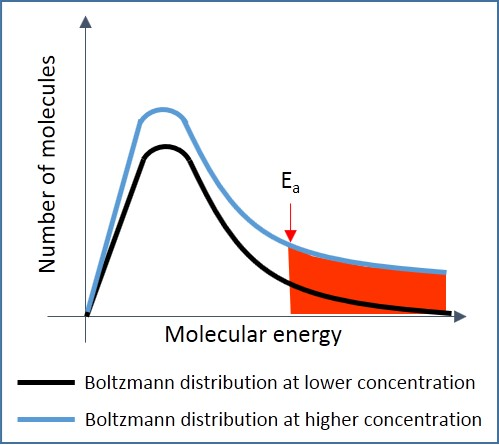 Number of molecules
Eₐ
Molecular energy
Boltzmann distribution at lower concentration
Boltzmann distribution at higher concentration